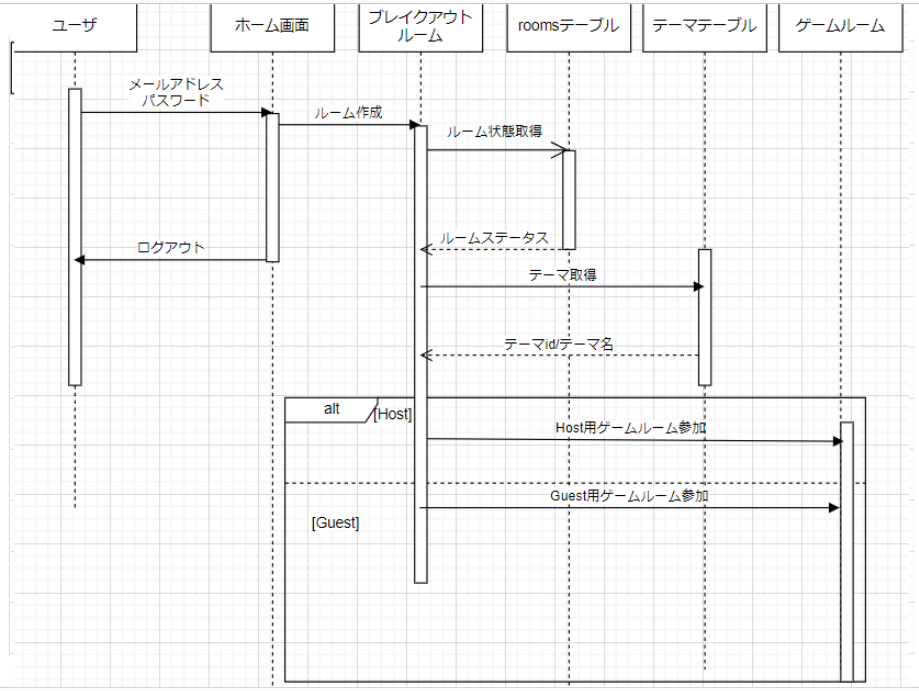 ユーザ
ホーム画面
ブレイクアウト
ルーム
roomsテーブル
テーマテーブル
ゲームルーム
メールアドレス
パスワード
ルーム作成
ルーム状態取得
ルームステータス
ログアウト
テーマ取得
テーマid/テーマ名
alt
[Host]
Host用ゲームルーム参加
Guest用ゲームルーム参加
[Guest]